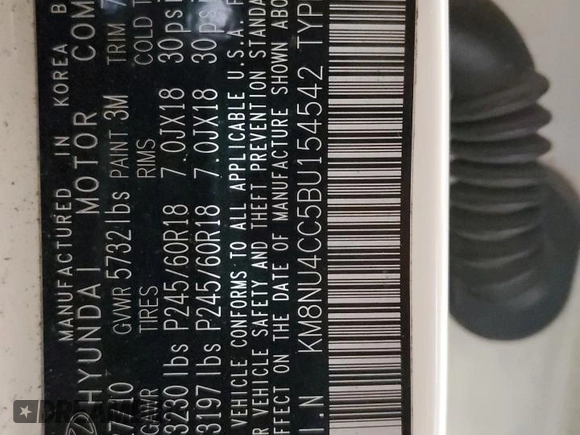 MANUFACTURED IN KOREA B
HYUNDAI MOTOR COM
GVWR 5732 lbs PAINT 3M TRIM
GAWR TIRES RIMS COLD T
3230 lbs P245/60R18 7.0JX18 30psi
3197 lbs P245/60R18 7.0JX18 30psi
VEHICLE CONFORMS TO ALL APPLICABLE U.S.A. F
VEHICLE SAFETY AND THEFT PREVENTION STANDA
EFFECT ON THE DATE OF MANUFACTURE SHOWN ABO
I.N KM8NU4CC5BU154542 TYP